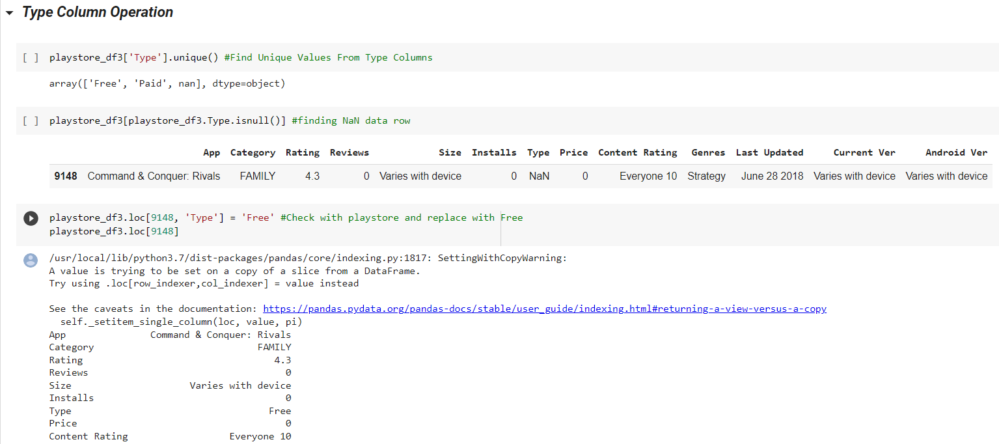 Type Column Operation
[ ] playstore_df3['Type'].unique() #Find Unique Values From Type Columns
array(['Free', 'Paid', nan], dtype=object)
[ ] playstore_df3[playstore_df3.Type.isnull()] #finding NaN data row
App Category Rating Reviews Size Installs Type Price Content Rating Genres Last Updated Current Ver Android Ver
9148 Command & Conquer: Rivals FAMILY 4.3 0 Varies with device 0 NaN 0 Everyone 10 Strategy June 28 2018 Varies with device Varies with device
playstore_df3.loc[9148, 'Type'] = 'Free' #Check with playstore and replace with Free
playstore_df3.loc[9148]
/usr/local/lib/python3.7/dist-packages/pandas/core/indexing.py:1817: SettingWithCopyWarning:
A value is trying to be set on a copy of a slice from a DataFrame.
Try using .loc[row_indexer,col_indexer] = value instead
See the caveats in the documentation: https://pandas.pydata.org/pandas-docs/stable/user_guide/indexing.html#returning-a-view-versus-a-copy
self._setitem_single_column(loc, value, pi)
App Command & Conquer: Rivals
Category FAMILY
Rating 4.3
Reviews 0
Size Varies with device
Installs 0
Type Free
Price 0
Content Rating Everyone 10